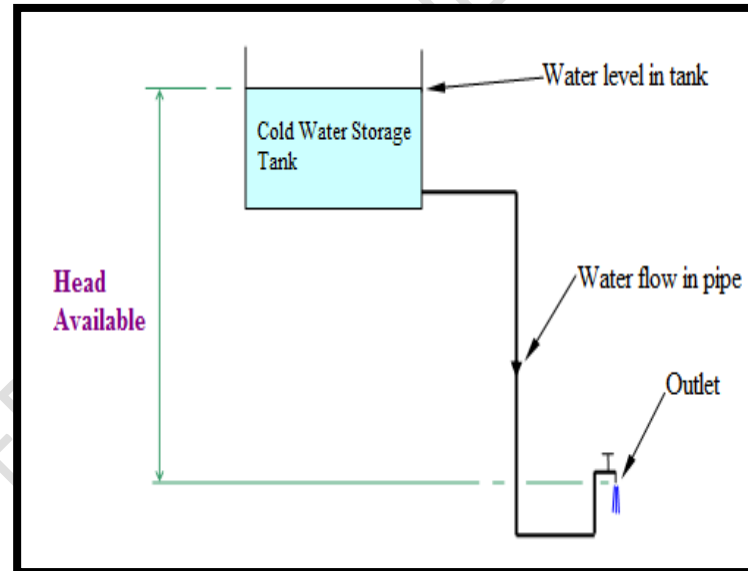 Water level in tank
Cold Water Storage
Tank
Head
Available
Water flow in pipe
Outlet